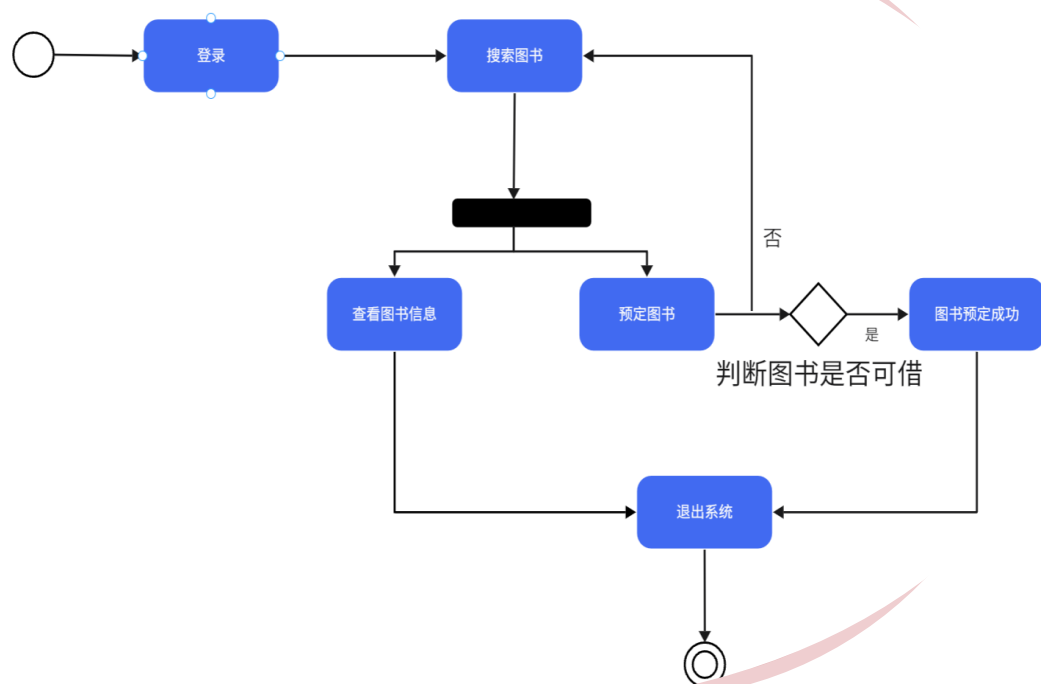 登录
搜索图书
否
查看图书信息
预定图书
图书预定成功
是
判断图书是否可借
退出系统